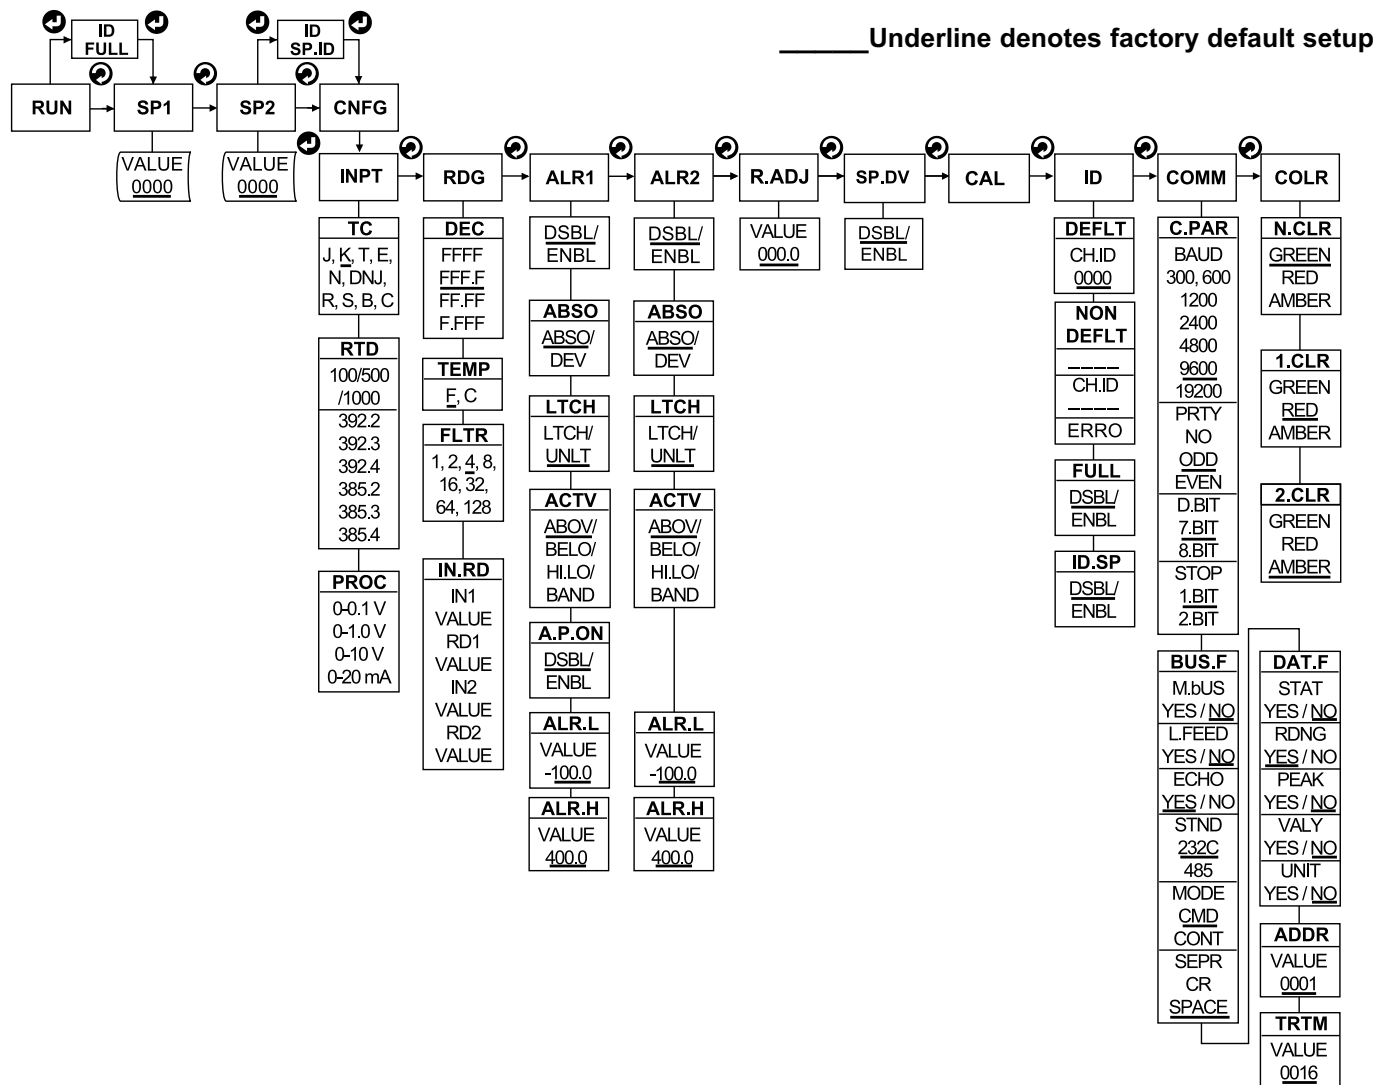 ID
FULL
ID
SP.ID
______Underline denotes factory default setup
RUN
SP1
SP2
CNFG
VALUE
0000
VALUE
0000
INPT
RDG
ALR1
ALR2
R.ADJ
SP.DV
CAL
ID
COMM
COLR
TC
J, K, T, E,
N, DNJ,
R, S, B, C
RTD
100/500
/1000
392.2
392.3
392.4
385.2
385.3
385.4
PROC
0-0.1 V
0-1.0 V
0-10 V
0-20 mA
DEC
FFFF
FFF.F
FF.FF
F.FFF
TEMP
F, C
FLTR
1, 2, 4, 8,
16, 32,
64, 128
IN.RD
IN1
VALUE
RD1
VALUE
IN2
VALUE
RD2
VALUE
DSBL/
ENBL
ABSO
ABSO/
DEV
LTCH
LTCH/
UNLT
ACTV
ABOV/
BELO/
HI.LO/
BAND
A.P.ON
DSBL/
ENBL
ALR.L
VALUE
-100.0
ALR.H
VALUE
400.0
DSBL/
ENBL
ABSO
ABSO/
DEV
LTCH
LTCH/
UNLT
ACTV
ABOV/
BELO/
HI.LO/
BAND
ALR.L
VALUE
-100.0
ALR.H
VALUE
400.0
VALUE
000.0
DSBL/
ENBL
DEFLT
CH.ID
0000
NON
DEFLT
_ _ _ _
CH.ID
_ _ _ _
ERRO
FULL
DSBL/
ENBL
ID.SP
DSBL/
ENBL
C.PAR
BAUD
300, 600
1200
2400
4800
9600
19200
PRTY
NO
ODD
EVEN
D.BIT
7.BIT
8.BIT
STOP
1.BIT
2.BIT
BUS.F
M.bUS
YES / NO
L.FEED
YES / NO
ECHO
YES / NO
STND
232C
485
MODE
CMD
CONT
SEPR
CR
SPACE
N.CLR
GREEN
RED
AMBER
1.CLR
GREEN
RED
AMBER
2.CLR
GREEN
RED
AMBER
DAT.F
STAT
YES / NO
RDNG
YES / NO
PEAK
YES / NO
VALY
YES / NO
UNIT
YES / NO
ADDR
VALUE
0001
TRTM
VALUE
0016